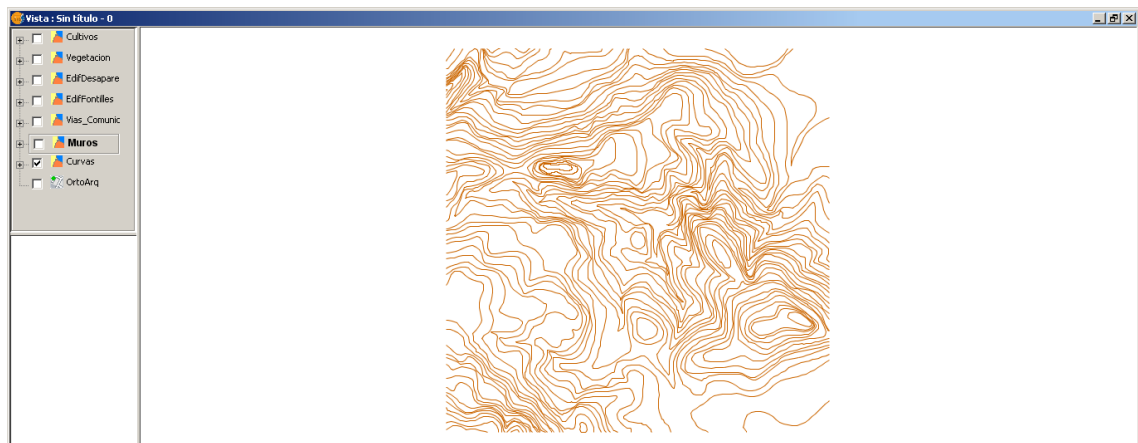 Vista : Sin título - 0
Cultivos
Vegetacion
EdifDesapare
EdifFontilles
Vias_Comunic
Muros
Curvas
OrtoArq